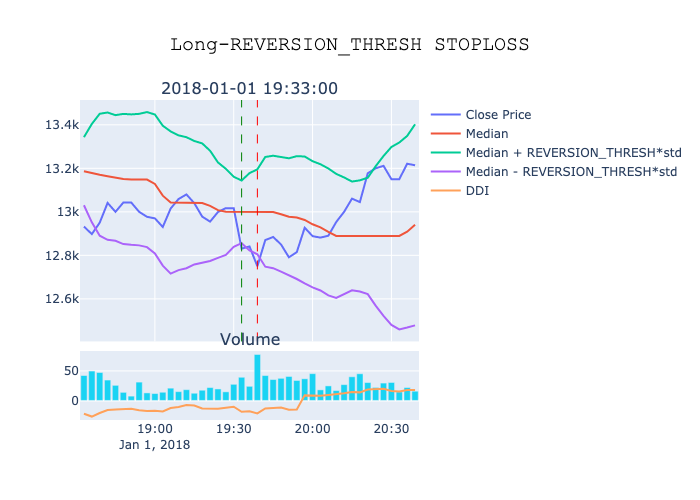 Long-REVERSION_THRESH STOPLOSS
2018-01-01 19:33:00
13.4k
13.2k
13k
12.8k
12.6k
Close Price
Median
Median + REVERSION_THRESH*std
Median - REVERSION_THRESH*std
DDI
Volume
50
0
19:00
19:30
20:00
20:30
Jan 1, 2018